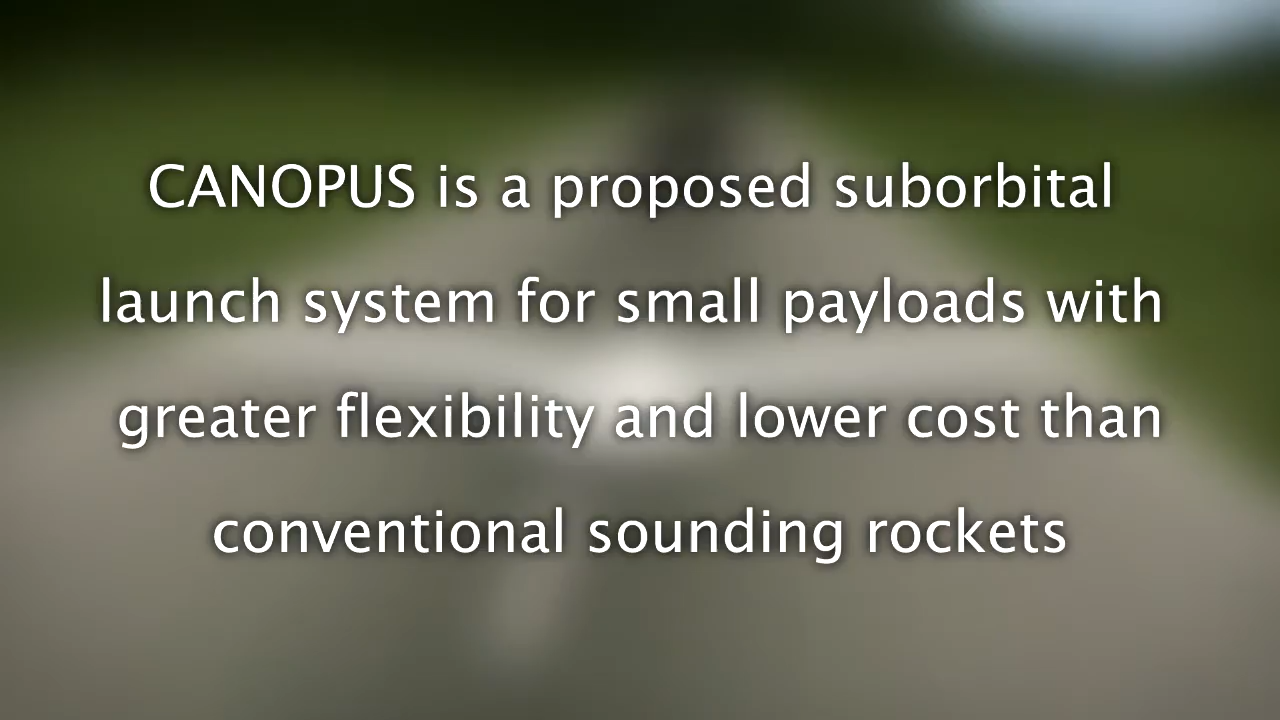 CANOPUS is a proposed suborbital
launch system for small payloads with
greater flexibility and lower cost than
conventional sounding rockets